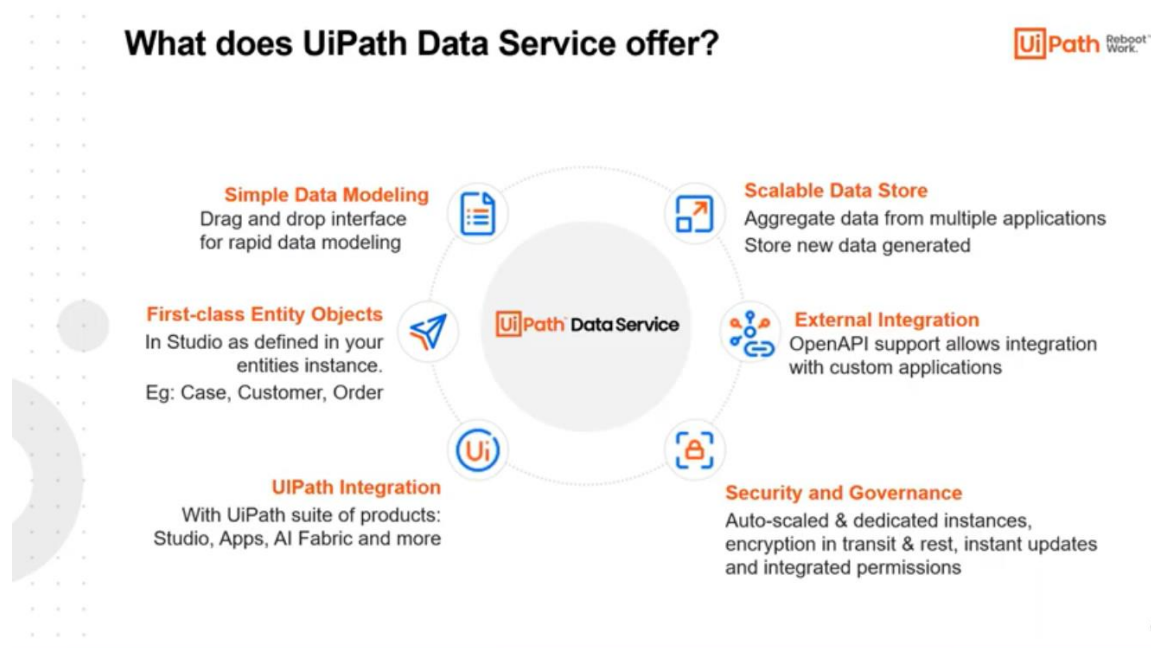 What does UiPath Data Service offer?
UiPath Reboot Work.
Simple Data Modeling
Drag and drop interface
for rapid data modeling
First-class Entity Objects
In Studio as defined in your
entities instance.
Eg: Case, Customer, Order
Ui
UIPath Integration
With UiPath suite of products:
Studio, Apps, AI Fabric and more
UiPath Data Service
Scalable Data Store
Aggregate data from multiple applications
Store new data generated
External Integration
OpenAPI support allows integration
with custom applications
Security and Governance
Auto-scaled & dedicated instances,
encryption in transit & rest, instant updates
and integrated permissions